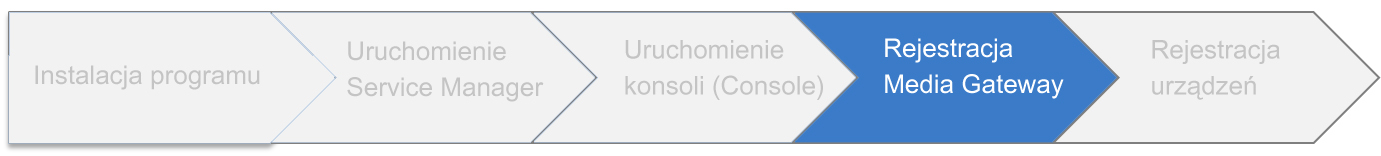 Instalacja programu
Uruchomienie
Service Manager
Uruchomienie
konsoli (Console)
Rejestracja
Media Gateway
Rejestracja
urządzeń